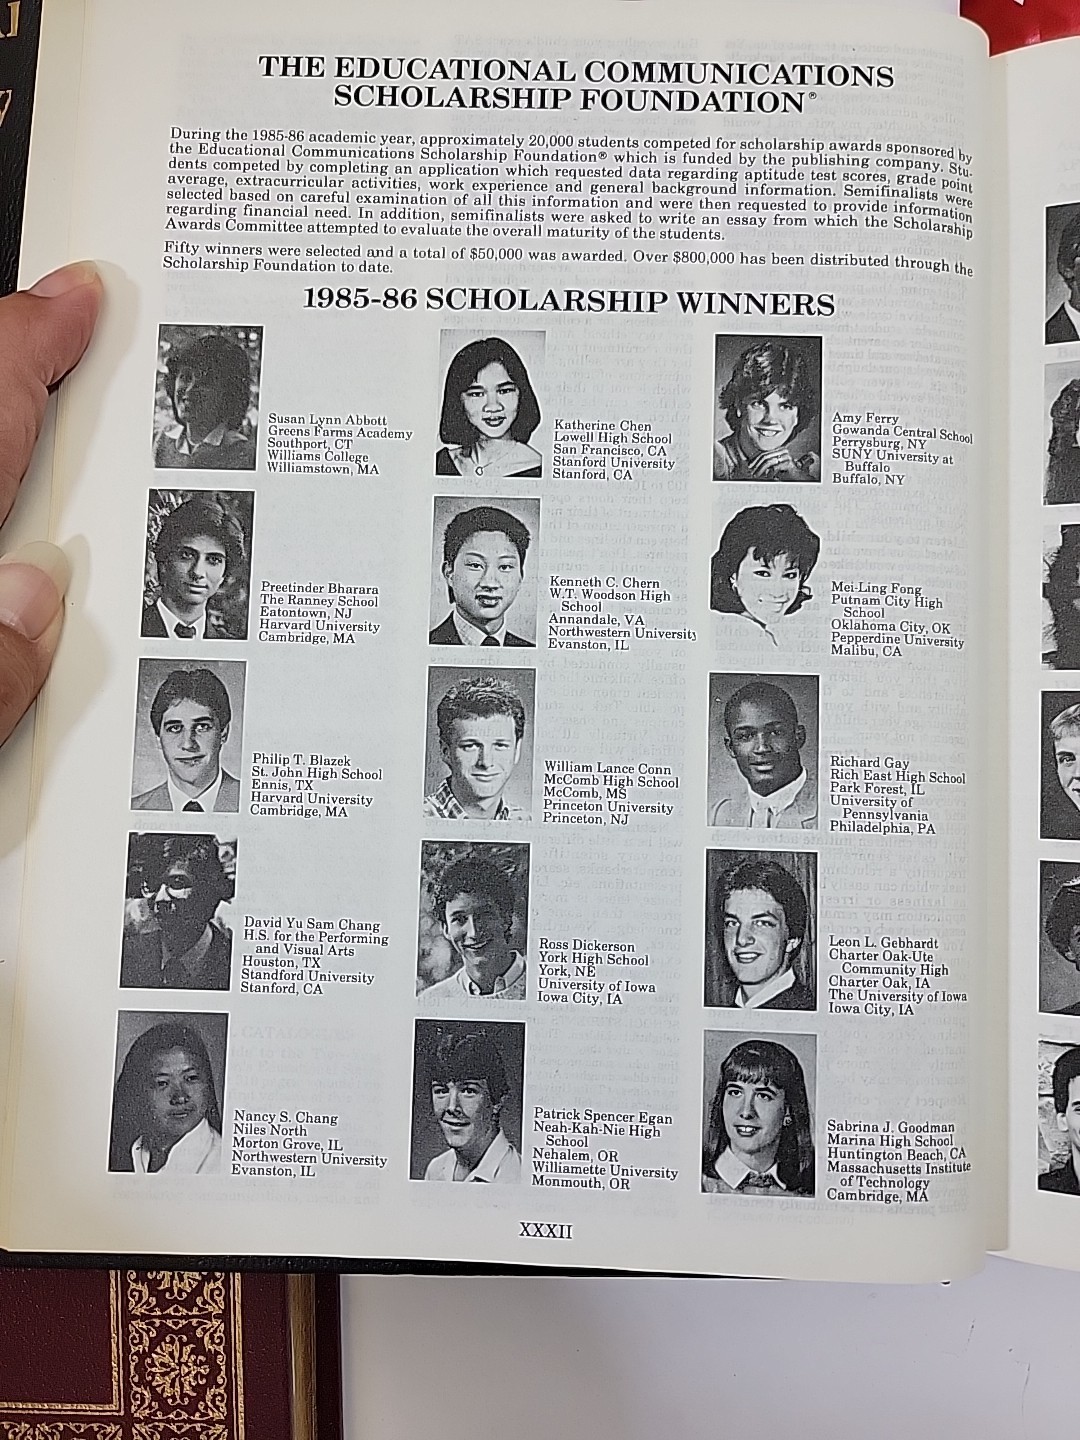 THE EDUCATIONAL COMMUNICATIONS
SCHOLARSHIP FOUNDATION®
During the 1985-86 academic year, approximately 20,000 students competed for scholarship awards sponsored by
the Educational Communications Scholarship Foundation® which is funded by the publishing company. Stu-
dents competed by completing an application which requested data regarding aptitude test scores, grade point
average, extracurricular activities, work experience and general background information. Semifinalists were
selected based on careful examination of all this information and were then requested to provide information
regarding financial need. In addition, semifinalists were asked to write an essay from which the Scholarship
Awards Committee attempted to evaluate the overall maturity of the students.
Fifty winners were selected and a total of $50,000 was awarded. Over $800,000 has been distributed through the
Scholarship Foundation to date.
1985-86 SCHOLARSHIP WINNERS
Susan Lynn Abbott
Greens Farms Academy
Southport, CT
Williams College
Williamstown, MA
Katherine Chen
Lowell High School
San Francisco, CA
Stanford University
Stanford, CA
Amy Ferry
Gowanda Central School
Perrysburg, NY
SUNY University at
Buffalo
Buffalo, NY
Preetinder Bharara
The Ranney School
Eatontown, NJ
Harvard University
Cambridge, MA
Kenneth C. Chern
W.T. Woodson High
School
Annandale, VA
Northwestern University
Evanston, IL
Mei-Ling Fong
Putnam City High
School
Oklahoma City, OK
Pepperdine University
Malibu, CA
Philip T. Blazek
St. John High School
Ennis, TX
Harvard University
Cambridge, MA
William Lance Conn
McComb High School
McComb, MS
Princeton University
Princeton, NJ
Richard Gay
Rich East High School
Park Forest, IL
University of
Pennsylvania
Philadelphia, PA
David Yu Sam Chang
H.S. for the Performing
and Visual Arts
Houston, TX
Standford University
Stanford, CA
Ross Dickerson
York High School
York, NE
University of Iowa
Iowa City, IA
Leon L. Gebhardt
Charter Oak-Ute
Community High
Charter Oak, IA
The University of Iowa
Iowa City, IA
Nancy S. Chang
Niles North
Morton Grove, IL
Northwestern University
Evanston, IL
Patrick Spencer Egan
Neah-Kah-Nie High
School
Nehalem, OR
Williamette University
Monmouth, OR
Sabrina J. Goodman
Marina High School
Huntington Beach, CA
Massachusetts Institute
of Technology
Cambridge, MA
XXXII